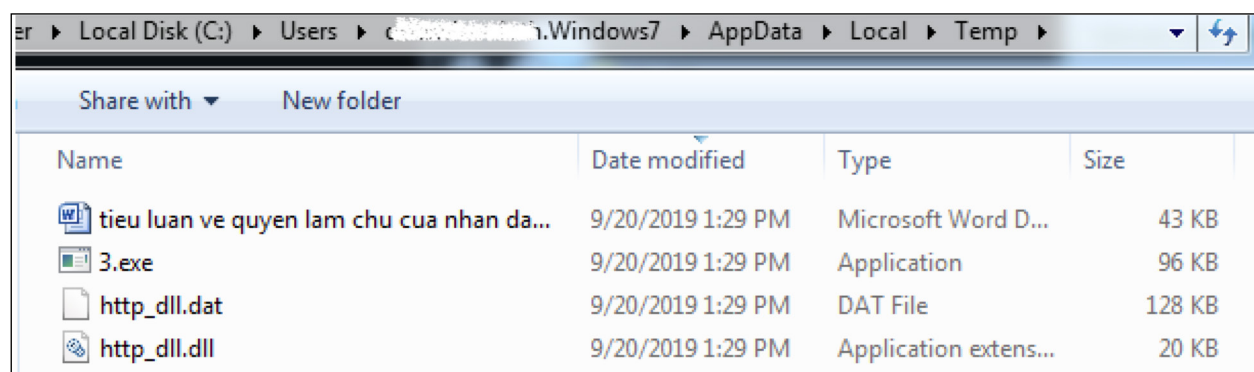 er ▸ Local Disk (C:) ▸ Users ▸ .Windows7 ▸ AppData ▸ Local ▸ Temp ▸
Share with ▾ New folder
Name Date modified Type Size
tieu luan ve quyen lam chu cua nhan da... 9/20/2019 1:29 PM Microsoft Word D... 43 KB
3.exe 9/20/2019 1:29 PM Application 96 KB
http_dll.dat 9/20/2019 1:29 PM DAT File 128 KB
http_dll.dll 9/20/2019 1:29 PM Application extens... 20 KB